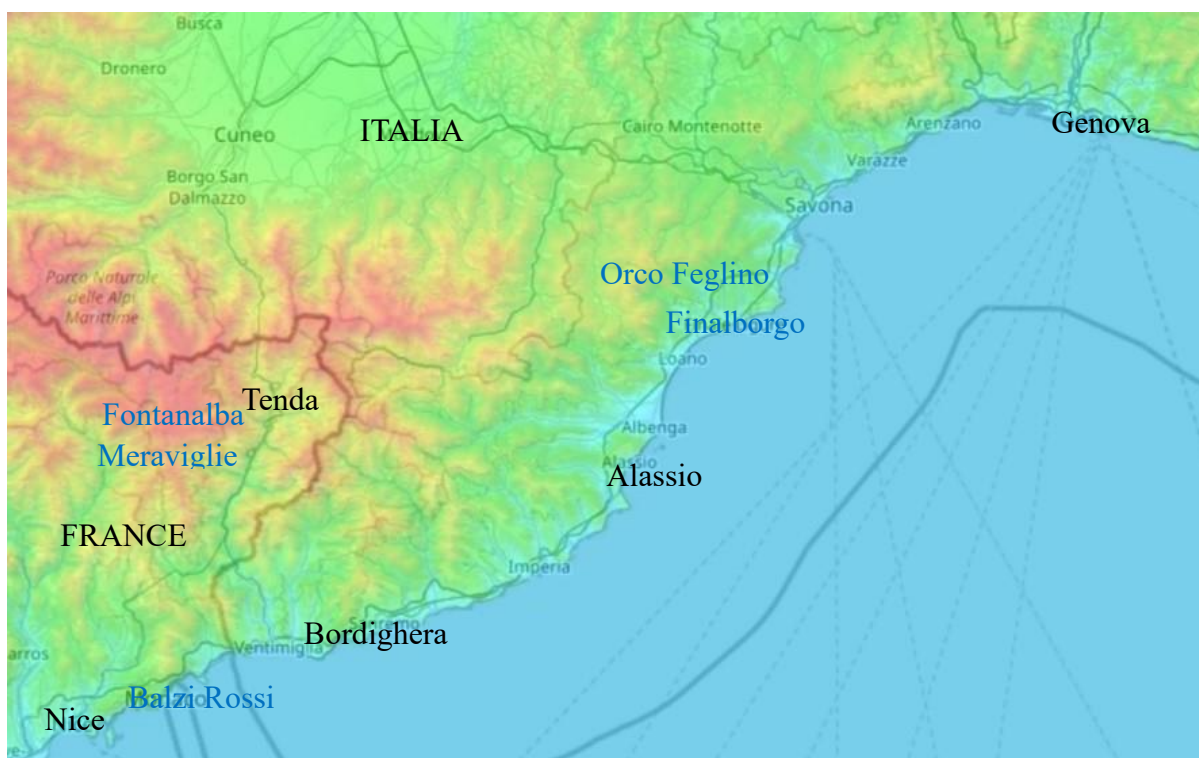 Busca
Dronero
Cuneo
ITALIA
Cairo Montenotte
Arenzano
Genova
Varazze
Borgo San
Dalmazzo
Savona
Parco Naturale
delle Alpi
Marittime
Orco Feglino
Finalborgo
Loano
Tenda
Fontanalba
Meraviglie
Albenga
Alassio
Alassio
FRANCE
Imperia
Bordighera
Ventimiglia
arros
Balzi Rossi
Nice